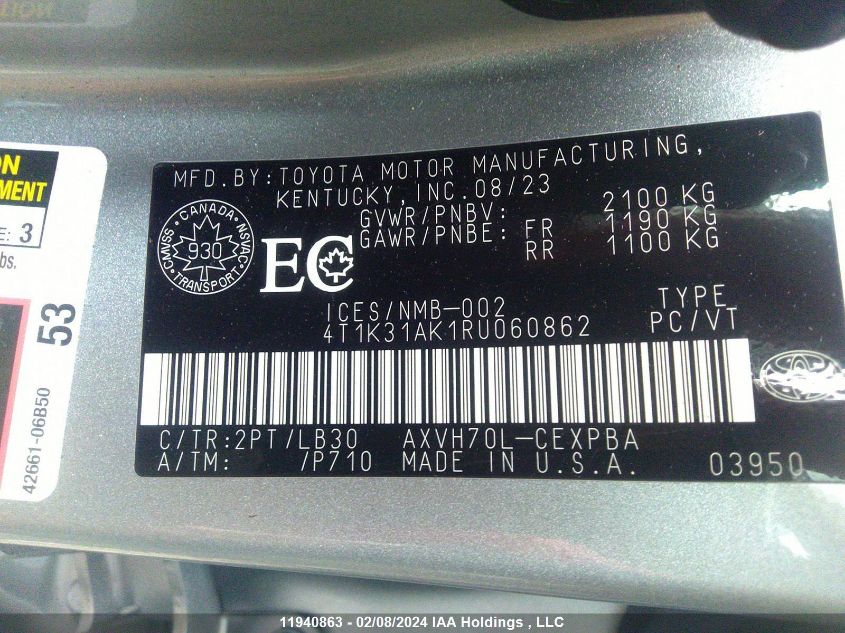 ON
EMENT
E: 3
bs.
53
42661-06B50
MFD. BY: TOYOTA MOTOR MANUFACTURING,
KENTUCKY, INC. 08/23
GVWR/PNBV: 2100 KG
GAWR/PNBE: FR 1190 KG
RR 1100 KG
CANADA
CMVSS
930
NSVAC
TRANSPORT
EC
ICES/NMB-002 TYPE
4T1K31AK1RU060862 PC/VT
C/TR: 2PT/LB30 AXVH70L-CEXPBA
A/TM: /P710 MADE IN U.S.A. 03950
11940863 - 02/08/2024 IAA Holdings , LLC